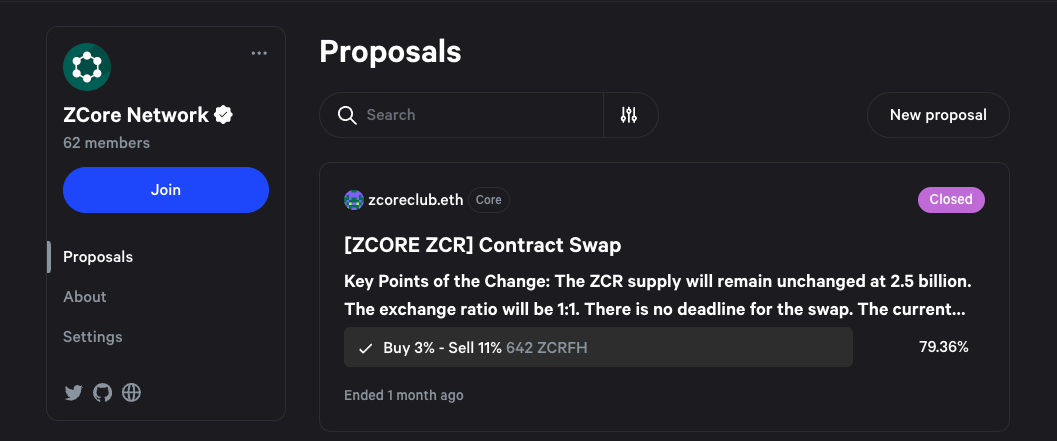 ZCore Network
62 members
Join
Proposals
About
Settings
Proposals
Search
New proposal
zcoreclub.eth Core
Closed
[ZCORE ZCR] Contract Swap
Key Points of the Change: The ZCR supply will remain unchanged at 2.5 billion.
The exchange ratio will be 1:1. There is no deadline for the swap. The current...
Buy 3% - Sell 11% 642 ZCRFH
79.36%
Ended 1 month ago